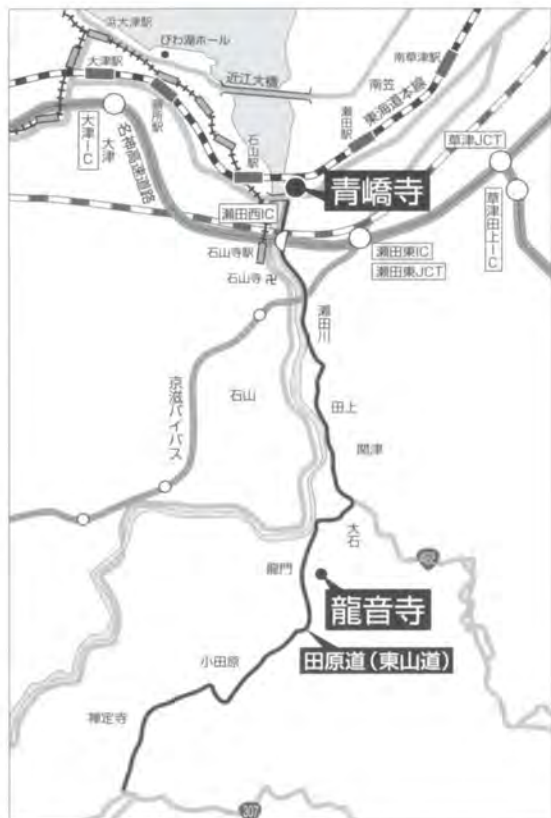 浜大津駅
びわ湖ホール
大津駅
近江大橋
南草津駅
南笠
東海道本線
膳所駅
瀬田駅
石山駅
大津IC
大津
名神高速道路
草津JCT
青嶠寺
草津田上IC
瀬田西IC
瀬田東IC
瀬田東JCT
石山寺駅
石山寺卍
瀬田川
京滋バイパス
石山
田上
関津
大石
龍門
龍音寺
田原道(東山道)
小田原
禅定寺
307